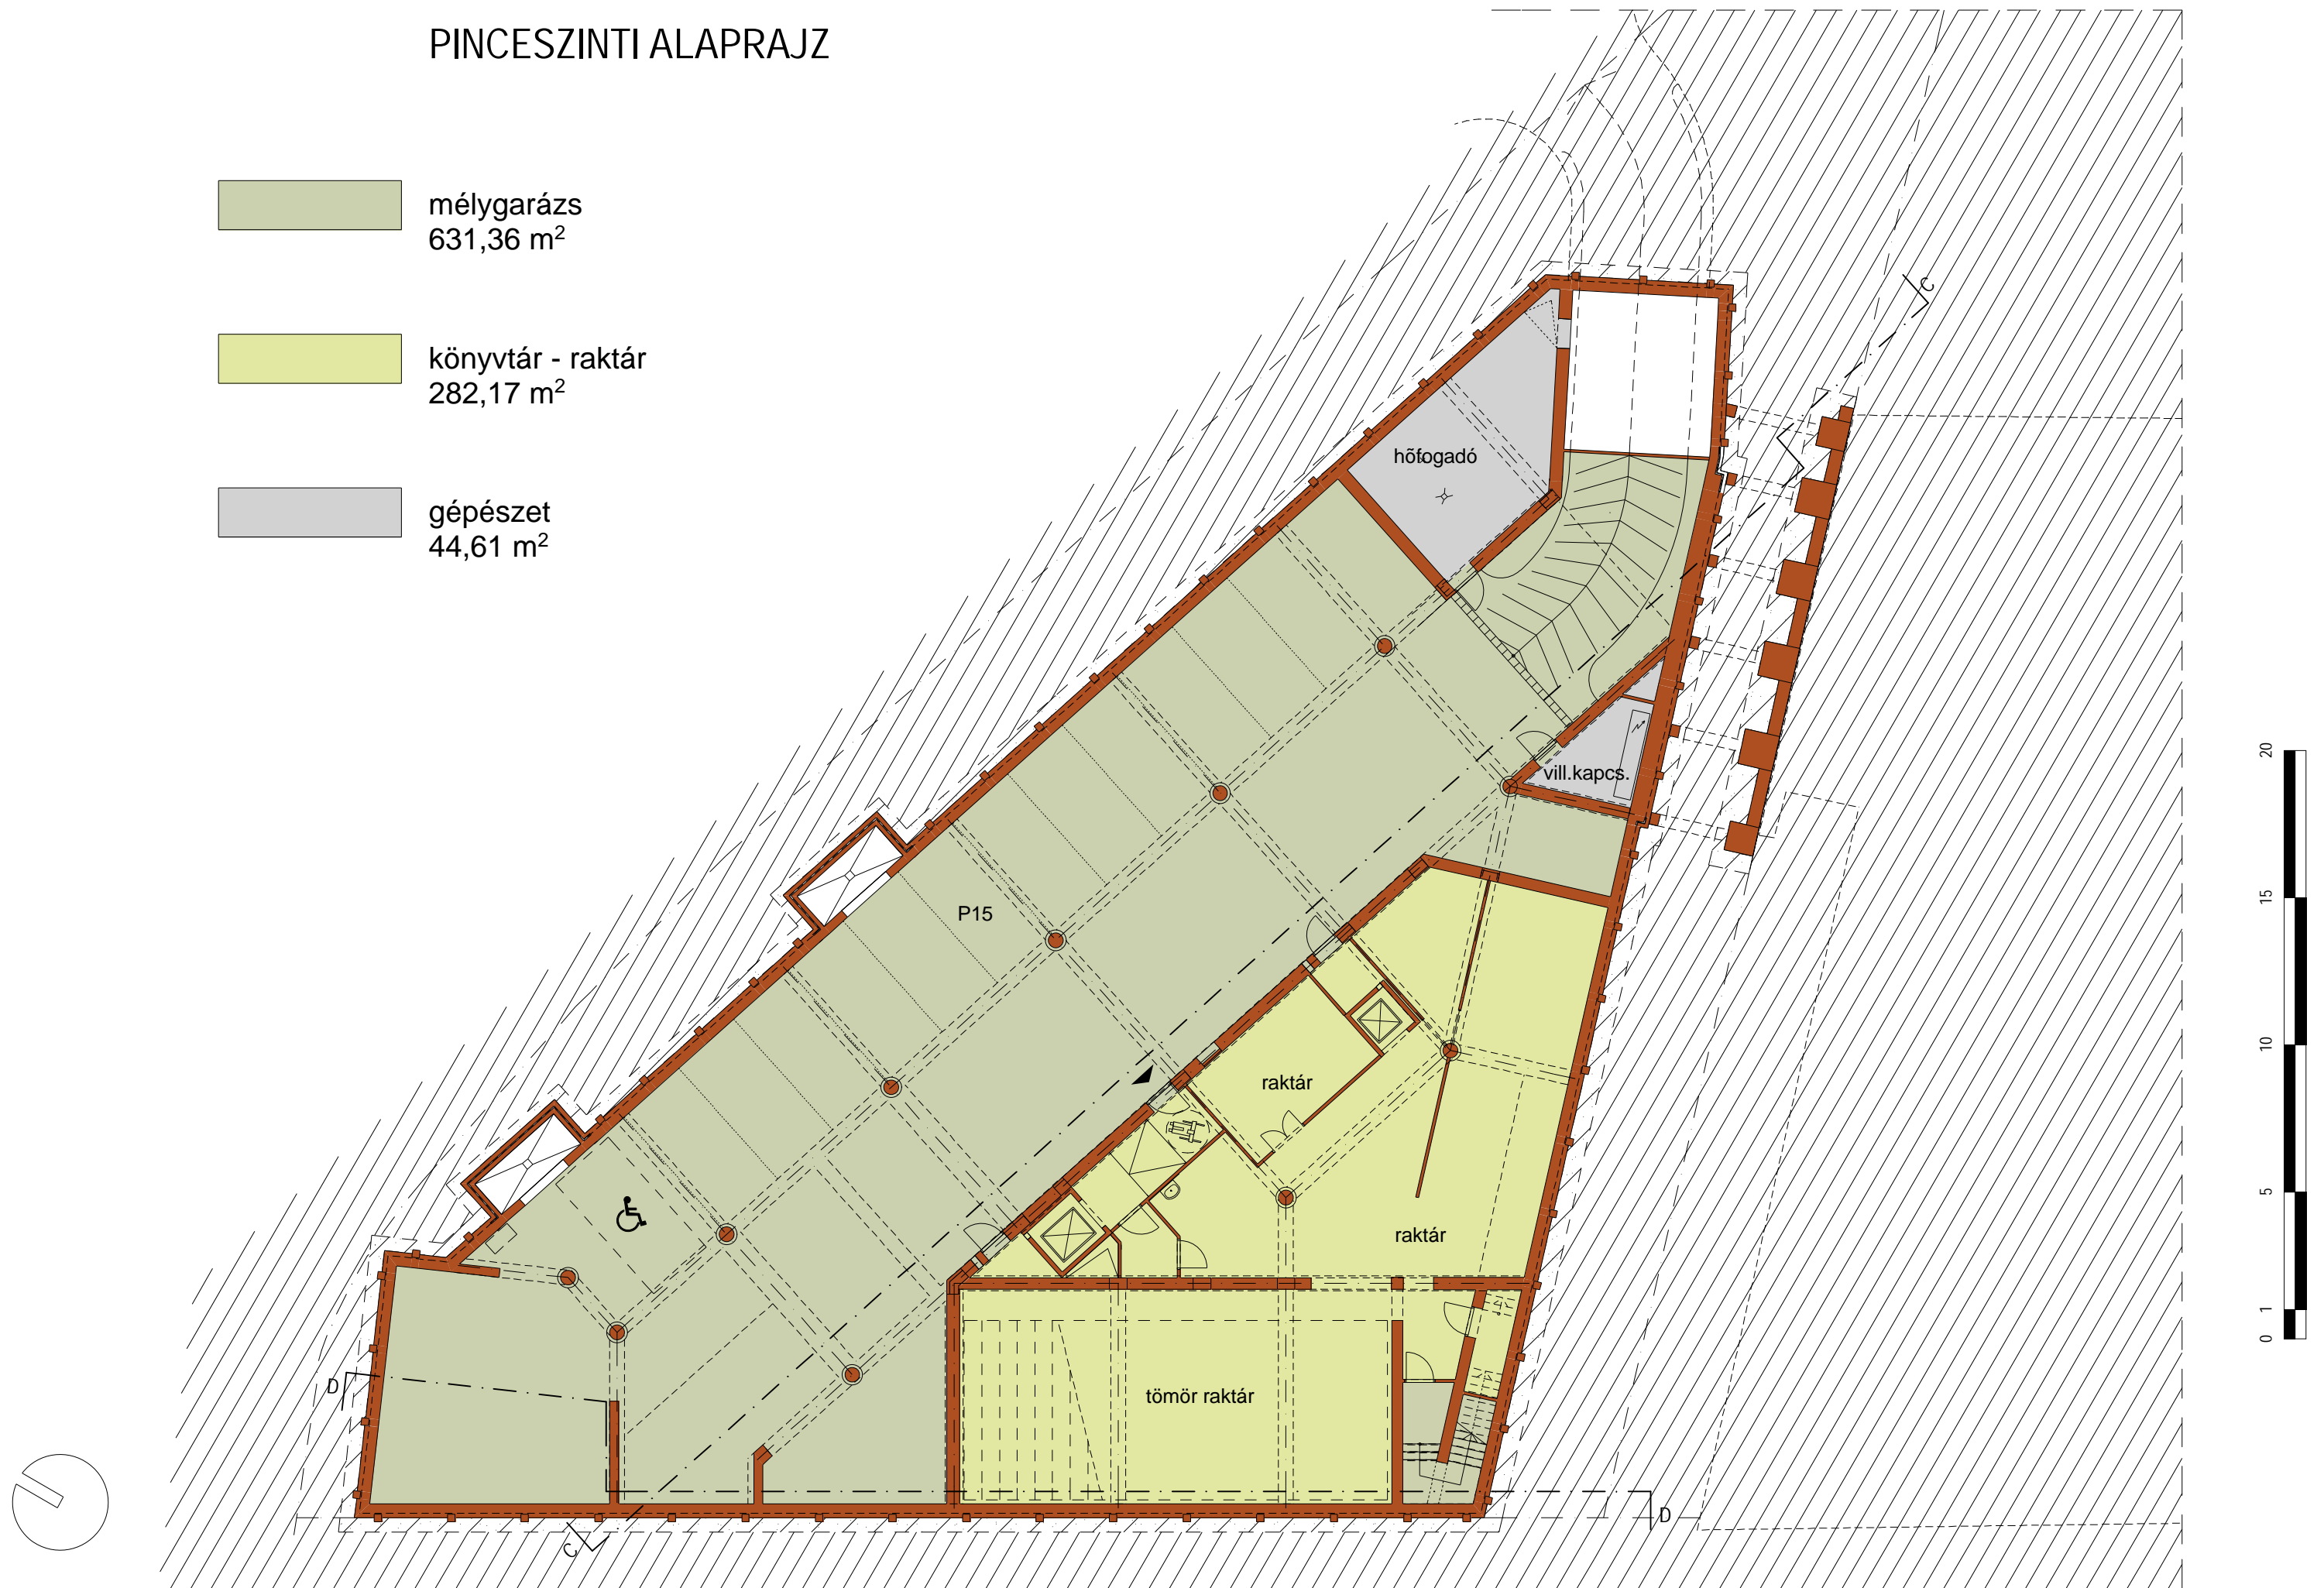 PINCESZINTI ALAPRAJZ
mélygarázs
631,36 m²
könyvtár - raktár
282,17 m²
gépészet
44,61 m²
C
hõfogadó
vill.kapcs.
P15
raktár
raktár
tömör raktár
D
D
C
20
15
10
5
1
0